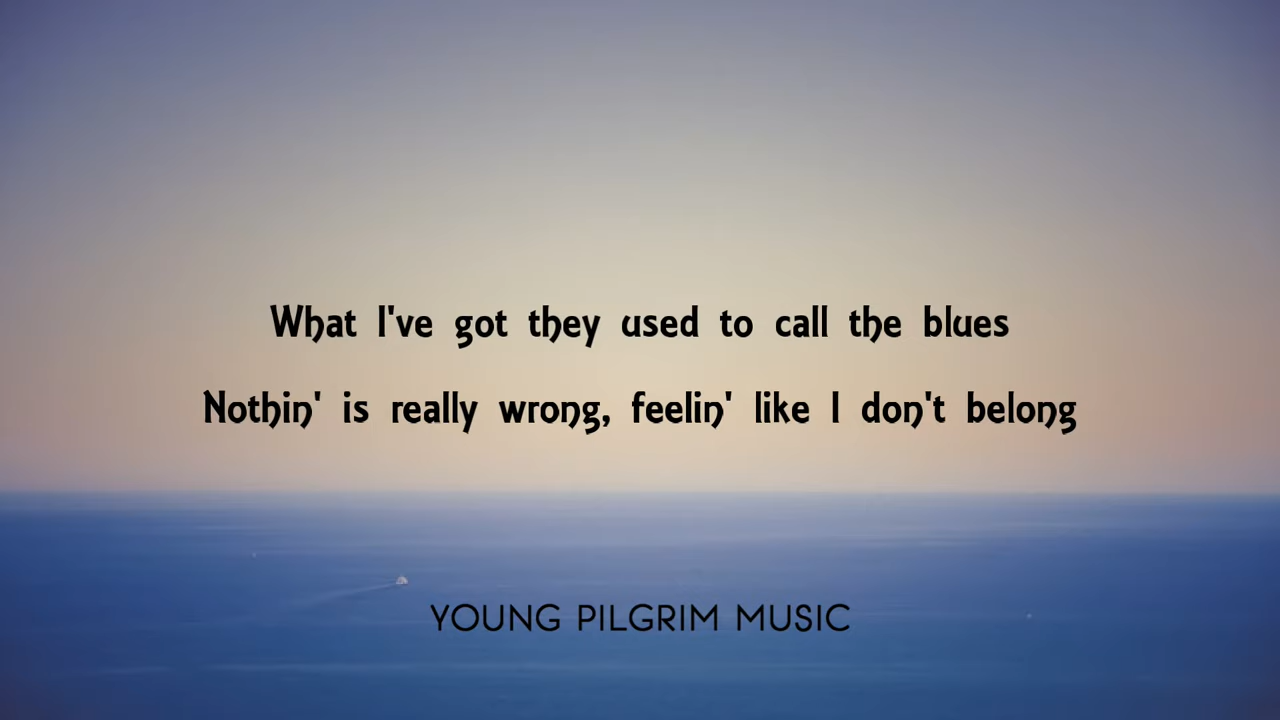 What I've got they used to call the blues
Nothin' is really wrong, feelin' like I don't belong
YOUNG PILGRIM MUSIC